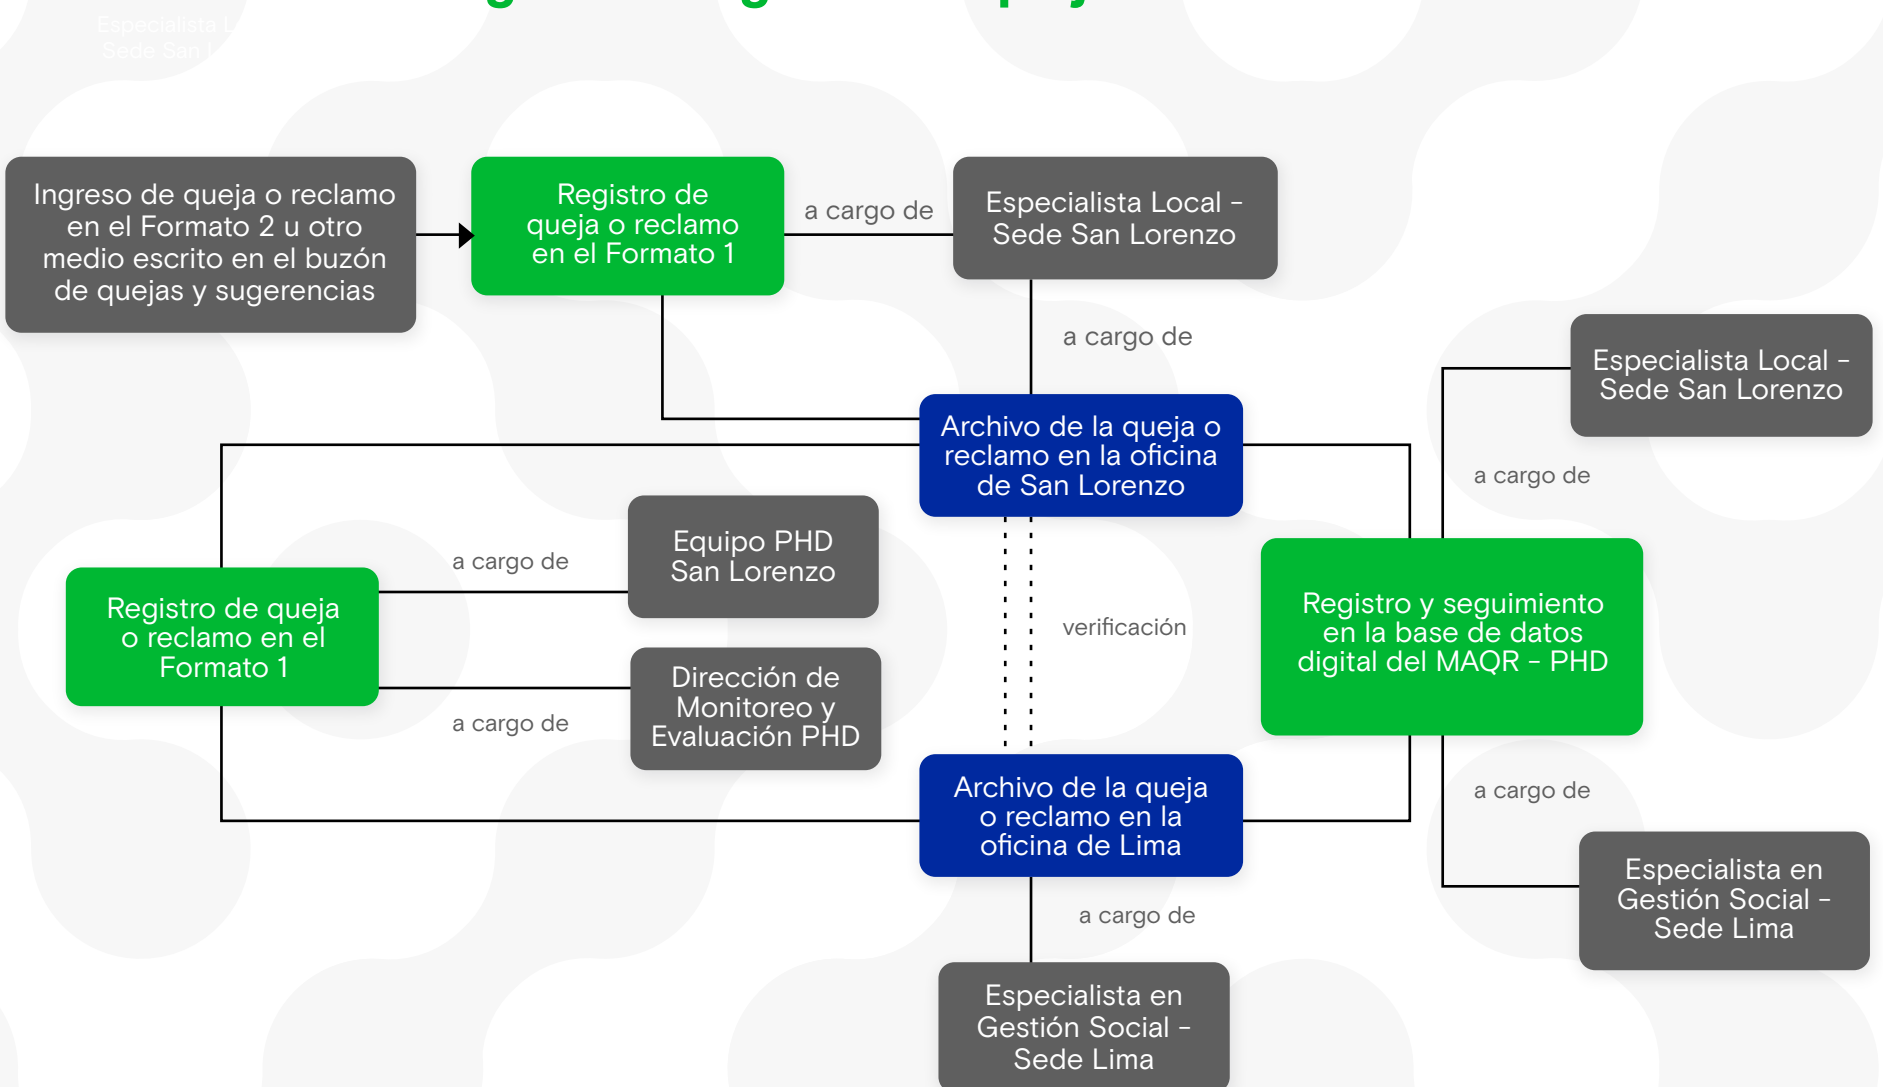 Especialista L
Sede San L
Ingreso de queja o reclamo
en el Formato 2 u otro
medio escrito en el buzón
de quejas y sugerencias
Registro de
queja o reclamo
en el Formato 1
a cargo de
Especialista Local -
Sede San Lorenzo
a cargo de
Especialista Local -
Sede San Lorenzo
a cargo de
Archivo de la queja o
reclamo en la oficina
de San Lorenzo
Equipo PHD
San Lorenzo
a cargo de
Registro de queja
o reclamo en el
Formato 1
verificación
Registro y seguimiento
en la base de datos
digital del MAQR - PHD
Dirección de
Monitoreo y
Evaluación PHD
a cargo de
Archivo de la queja
o reclamo en la
oficina de Lima
a cargo de
Especialista en
Gestión Social -
Sede Lima
a cargo de
Especialista en
Gestión Social -
Sede Lima